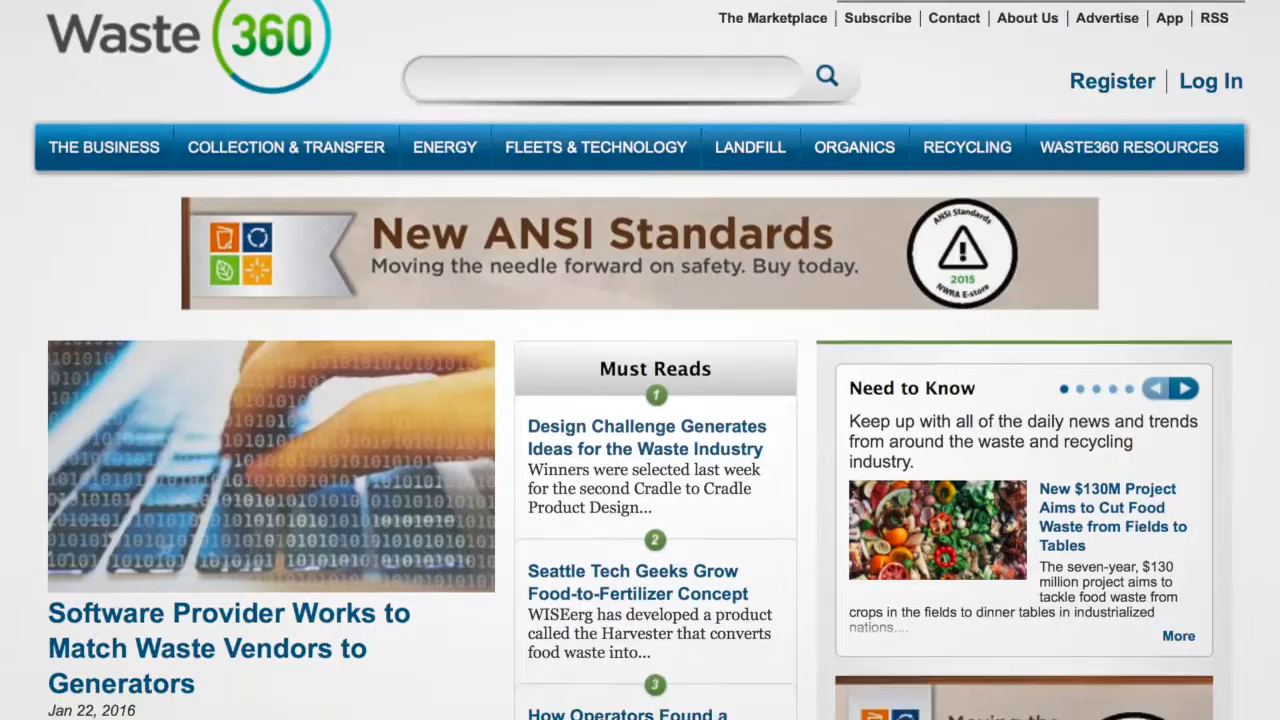 Waste 360
The Marketplace | Subscribe | Contact | About Us | Advertise | App | RSS
Register | Log In
THE BUSINESS COLLECTION & TRANSFER ENERGY FLEETS & TECHNOLOGY LANDFILL ORGANICS RECYCLING WASTE360 RESOURCES
New ANSI Standards
Moving the needle forward on safety. Buy today.
ANSI Standards
2015
NWRA E-store
Software Provider Works to
Match Waste Vendors to
Generators
Jan 22, 2016
Must Reads
1
Design Challenge Generates
Ideas for the Waste Industry
Winners were selected last week
for the second Cradle to Cradle
Product Design...
2
Seattle Tech Geeks Grow
Food-to-Fertilizer Concept
WISErg has developed a product
called the Harvester that converts
food waste into...
3
How Operators Found a
Need to Know
Keep up with all of the daily news and trends
from around the waste and recycling
industry.
New $130M Project
Aims to Cut Food
Waste from Fields to
Tables
The seven-year, $130
million project aims to
tackle food waste from
crops in the fields to dinner tables in industrialized
nations....
More
Moving the